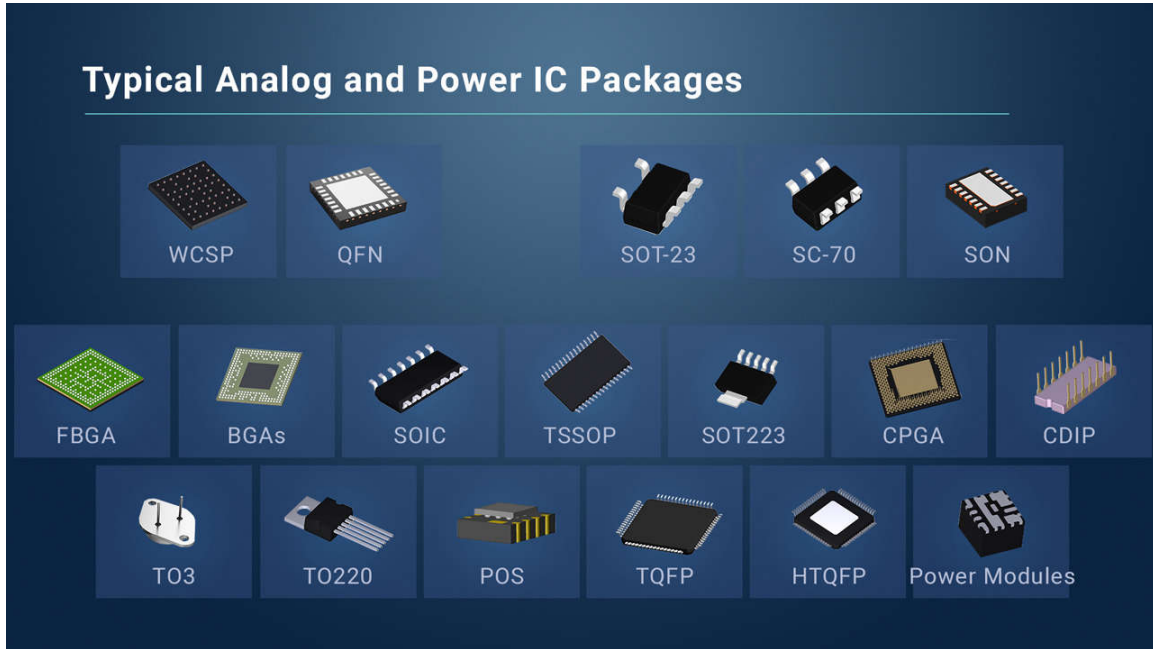 Typical Analog and Power IC Packages
WCSP
QFN
SOT-23
SC-70
SON
FBGA
BGAs
SOIC
TSSOP
SOT223
CPGA
CDIP
TO3
TO220
POS
TQFP
HTQFP
Power Modules